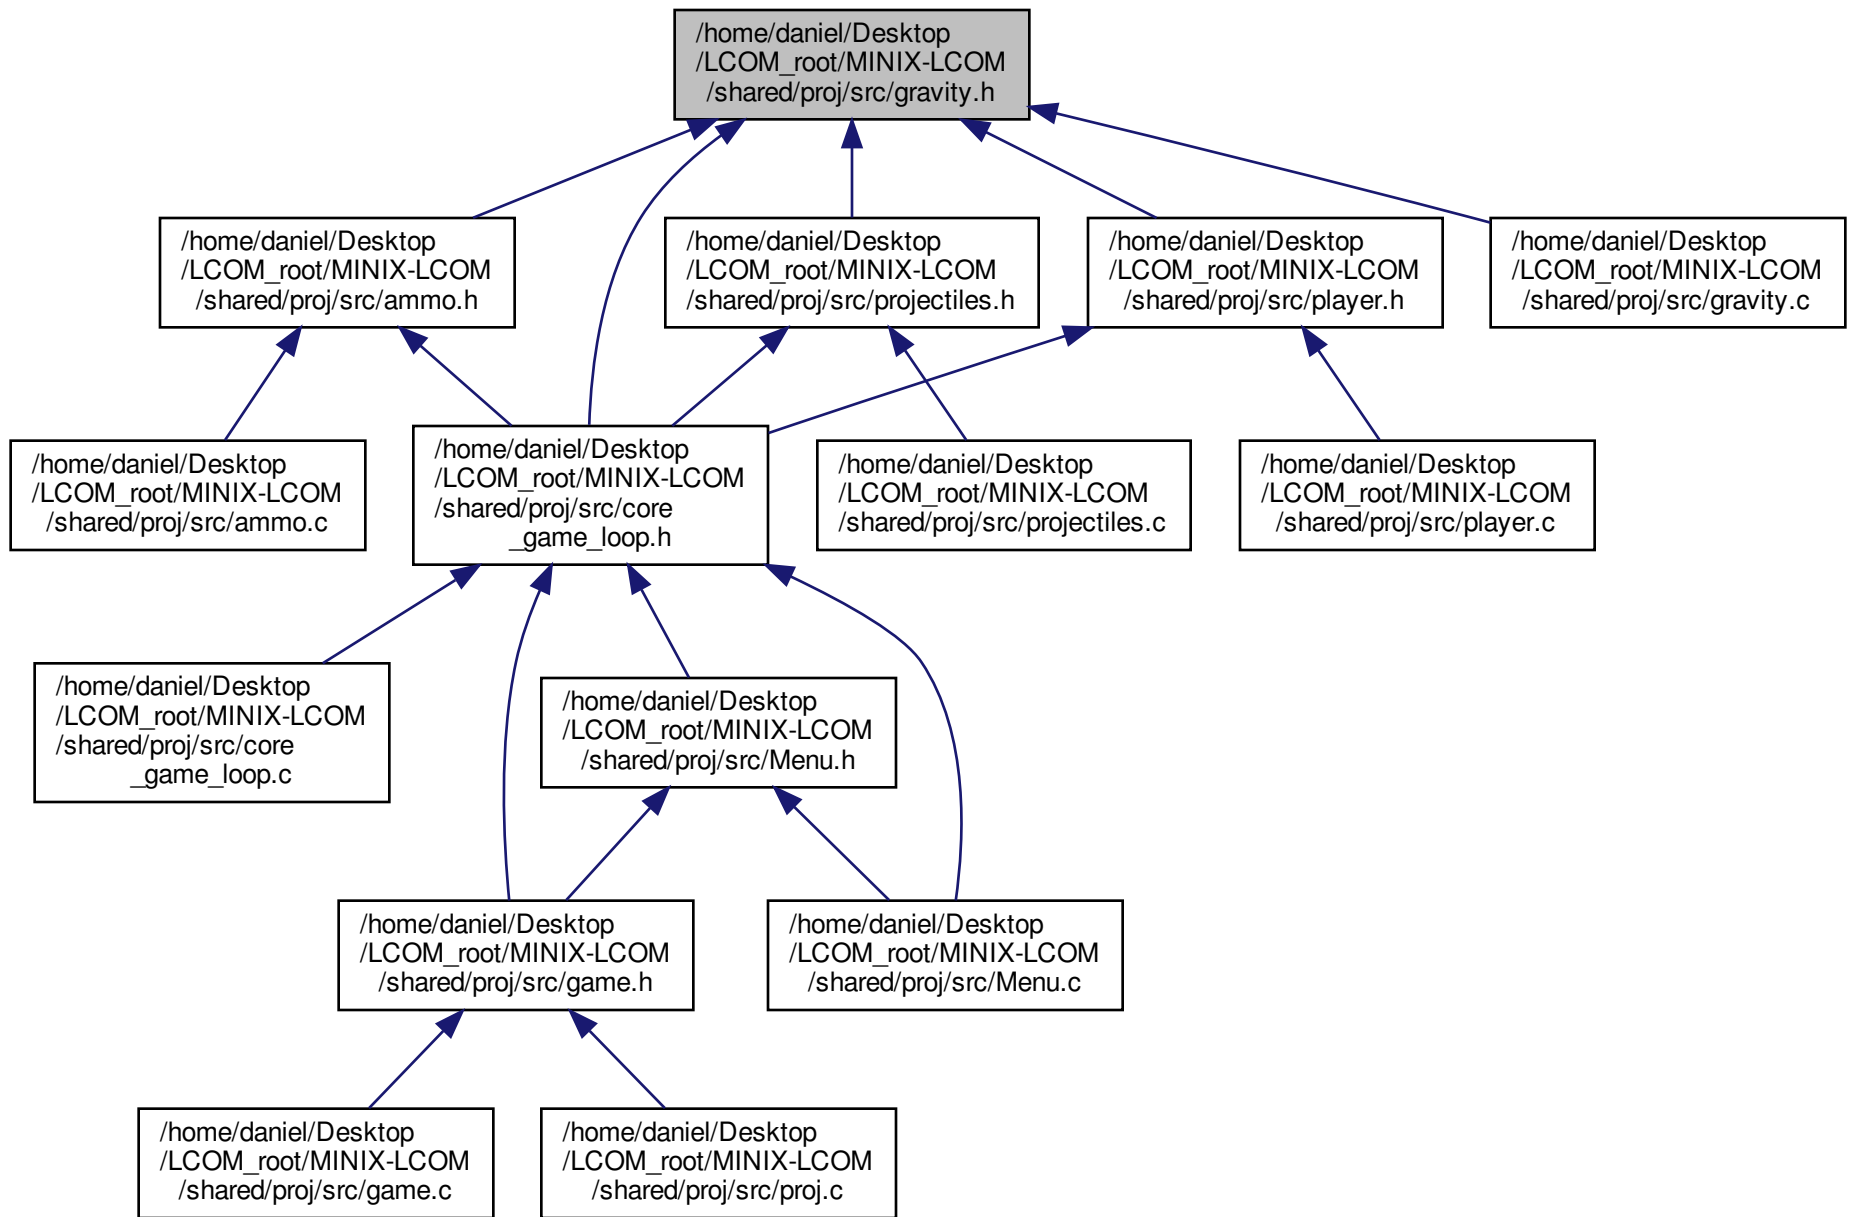 /home/daniel/Desktop
/LCOM_root/MINIX-LCOM
/shared/proj/src/gravity.h
/home/daniel/Desktop
/LCOM_root/MINIX-LCOM
/shared/proj/src/ammo.h
/home/daniel/Desktop
/LCOM_root/MINIX-LCOM
/shared/proj/src/projectiles.h
/home/daniel/Desktop
/LCOM_root/MINIX-LCOM
/shared/proj/src/player.h
/home/daniel/Desktop
/LCOM_root/MINIX-LCOM
/shared/proj/src/gravity.c
/home/daniel/Desktop
/LCOM_root/MINIX-LCOM
/shared/proj/src/ammo.c
/home/daniel/Desktop
/LCOM_root/MINIX-LCOM
/shared/proj/src/core
_game_loop.h
/home/daniel/Desktop
/LCOM_root/MINIX-LCOM
/shared/proj/src/projectiles.c
/home/daniel/Desktop
/LCOM_root/MINIX-LCOM
/shared/proj/src/player.c
/home/daniel/Desktop
/LCOM_root/MINIX-LCOM
/shared/proj/src/core
_game_loop.c
/home/daniel/Desktop
/LCOM_root/MINIX-LCOM
/shared/proj/src/Menu.h
/home/daniel/Desktop
/LCOM_root/MINIX-LCOM
/shared/proj/src/game.h
/home/daniel/Desktop
/LCOM_root/MINIX-LCOM
/shared/proj/src/Menu.c
/home/daniel/Desktop
/LCOM_root/MINIX-LCOM
/shared/proj/src/game.c
/home/daniel/Desktop
/LCOM_root/MINIX-LCOM
/shared/proj/src/proj.c